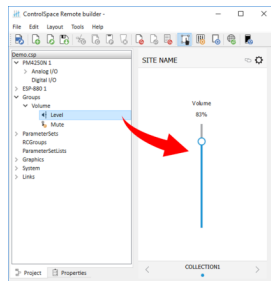 ControlSpace Remote builder -
File Edit Layout Tools Help
Demo.csp
PM4250N 1
Analog I/O
Digital I/O
ESP-880 1
Groups
Volume
Level
Mute
ParameterSets
RCGroups
ParameterSetLists
Graphics
System
Links
Project Properties
SITE NAME
Volume
83%
COLLECTION1